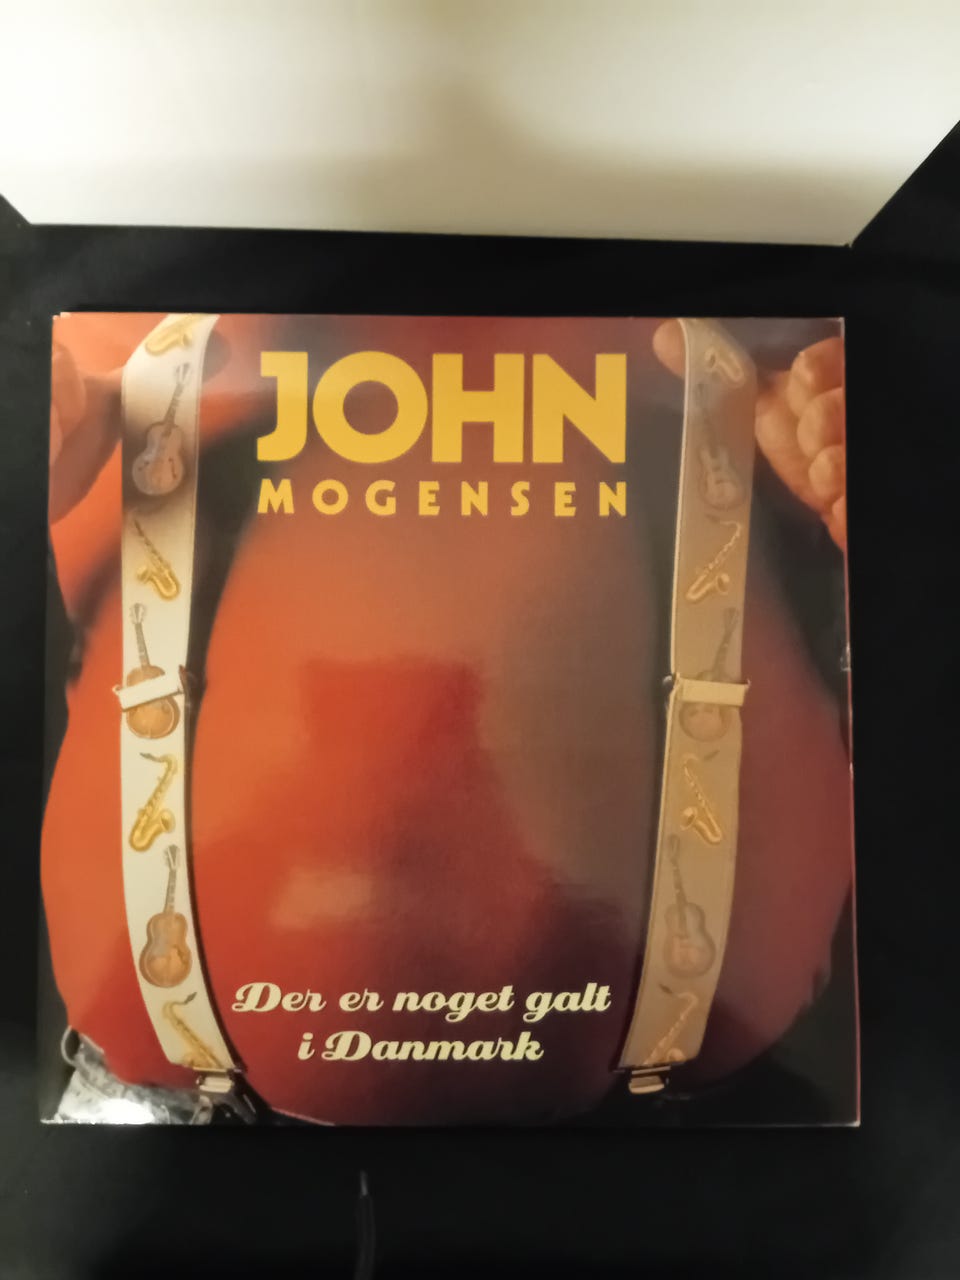 JOHN
MOGENSEN
Der er noget galt
i Danmark